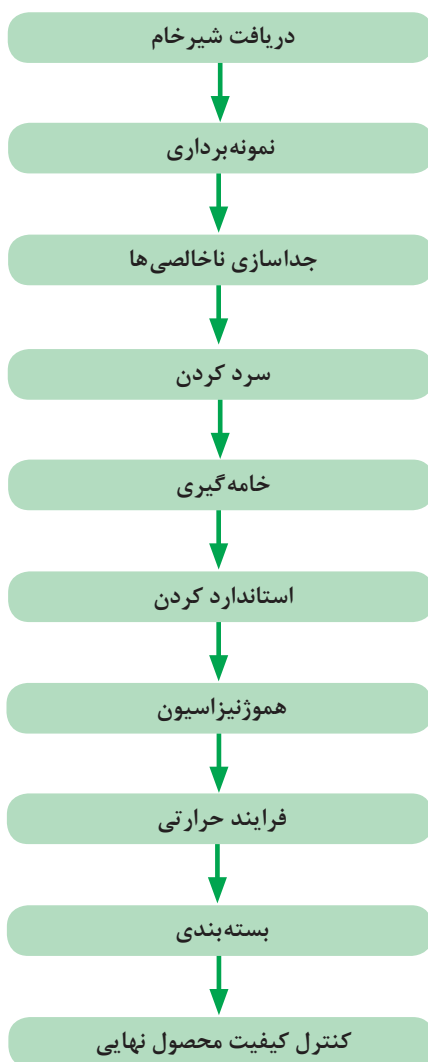 دریافت شیرخام
نمونه‌برداری
جداسازی ناخالصی‌ها
سرد کردن
خامه‌گیری
استاندارد کردن
هموژنیزاسیون
فرایند حرارتی
بسته‌بندی
کنترل کیفیت محصول نهایی